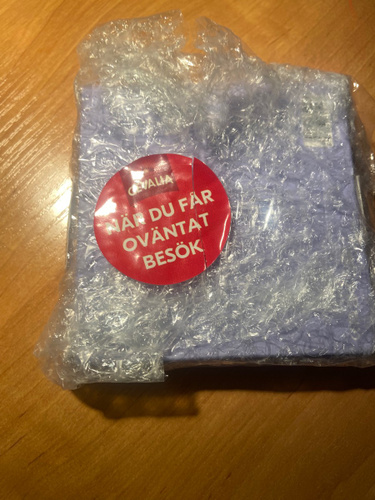 GEVALIA
NÄR DU FÅR
OVÄNTAT
BESÖK